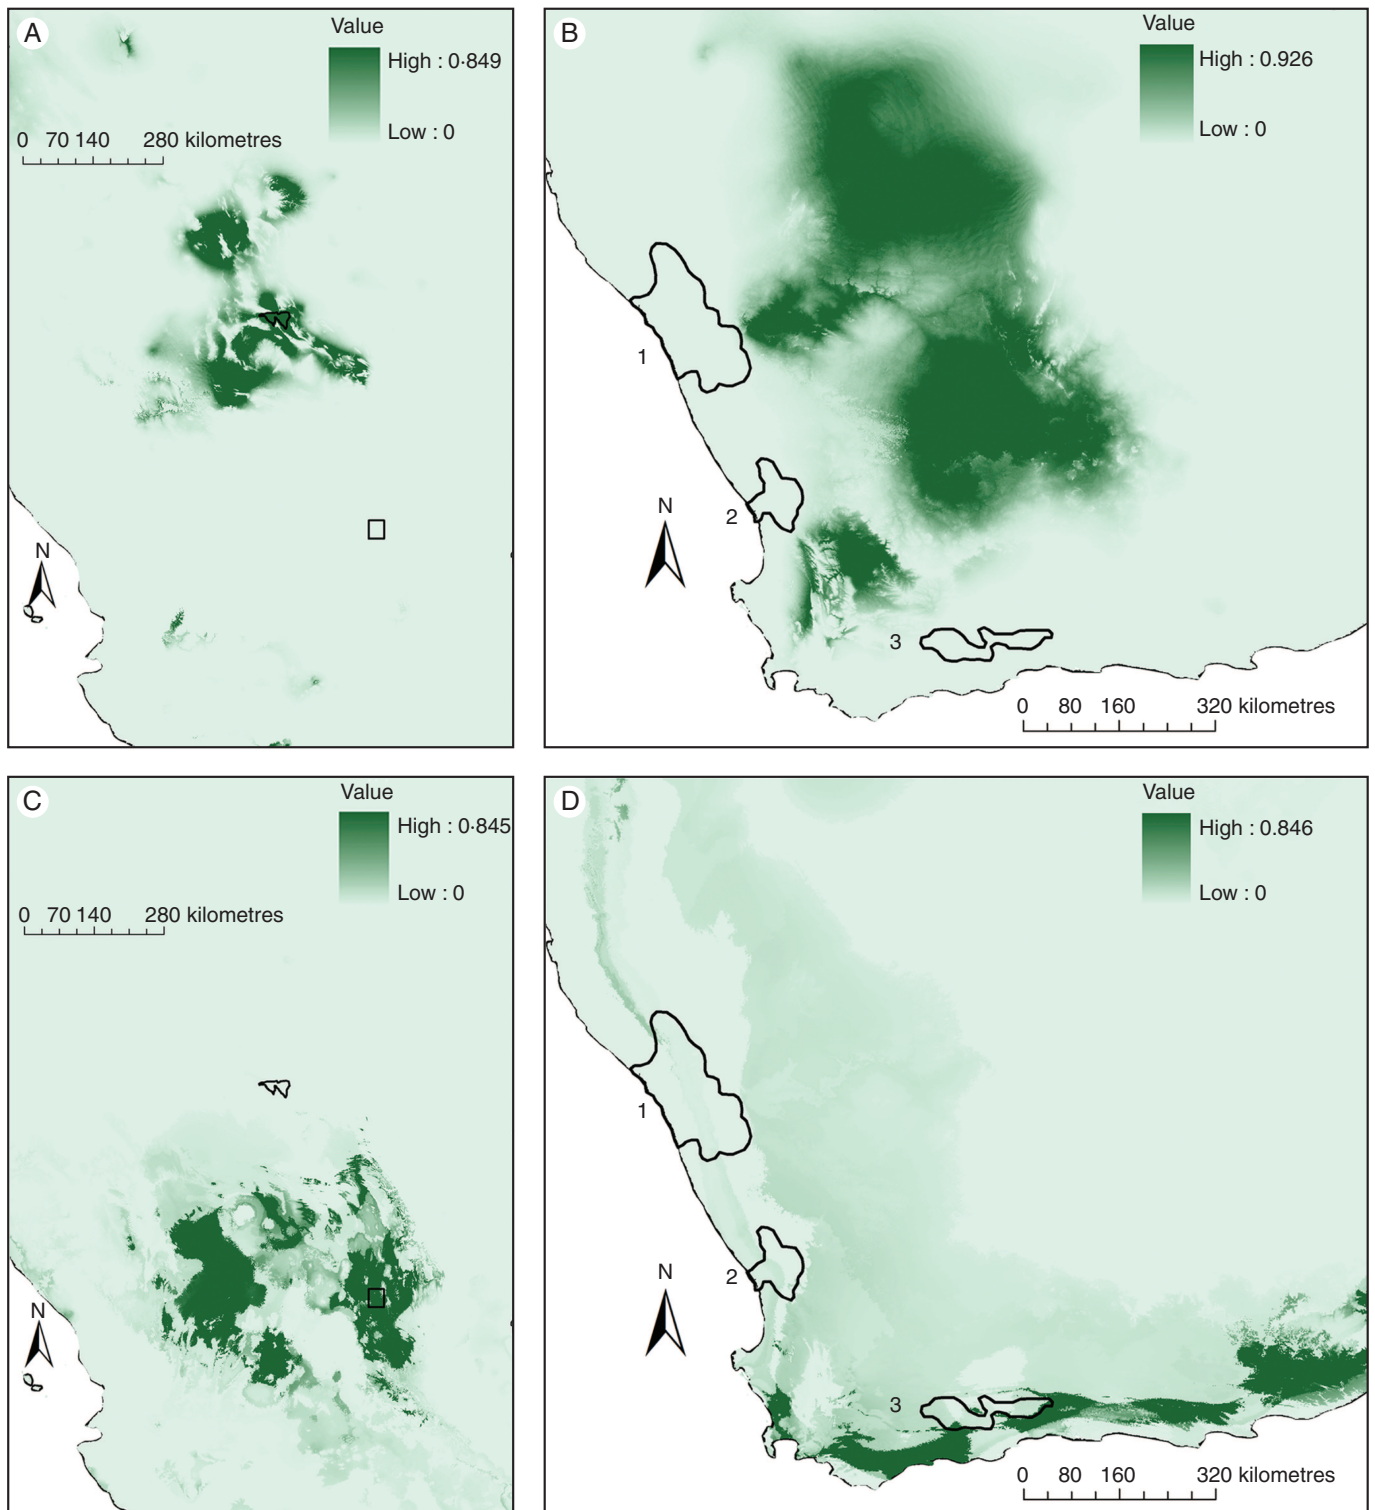 A
Value
High : 0·849
Low : 0
0 70 140 280 kilometres
N
B
Value
High : 0.926
Low : 0
1
2
N
3
0 80 160 320 kilometres
C
Value
High : 0·845
Low : 0
0 70 140 280 kilometres
N
D
Value
High : 0.846
Low : 0
1
2
N
3
0 80 160 320 kilometres